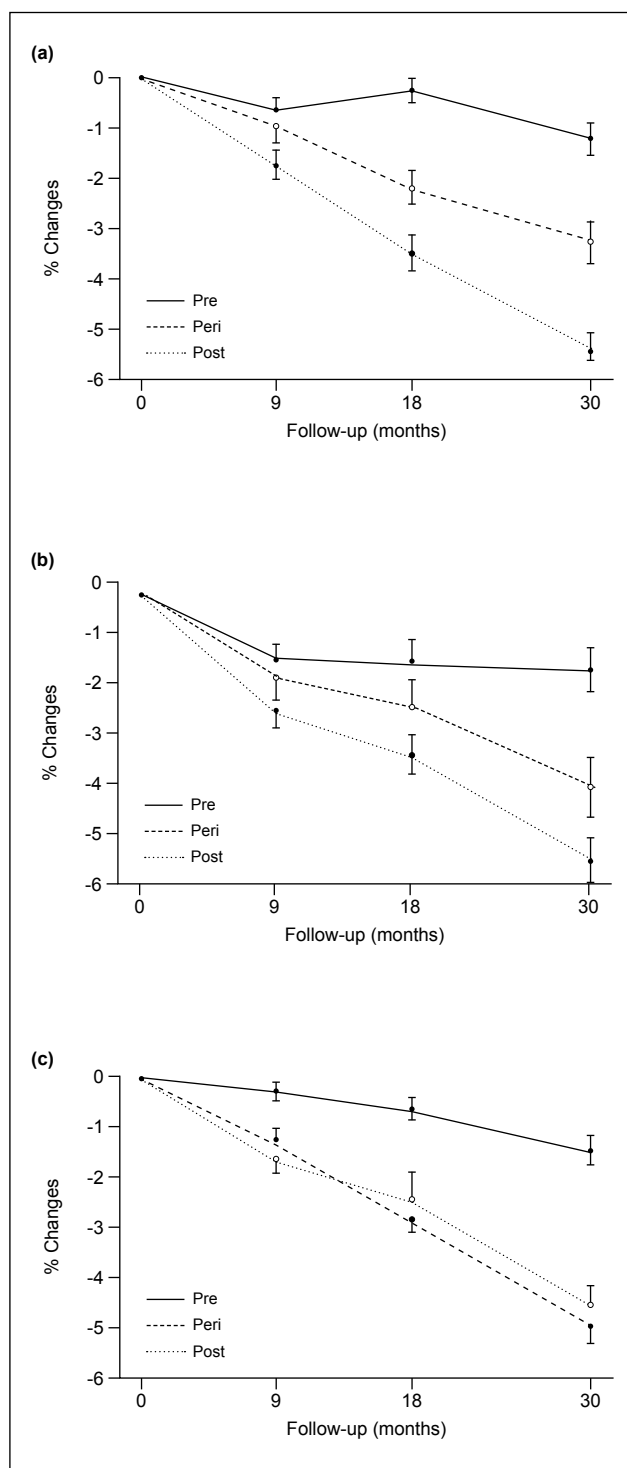 (a)
0
-1
-2
-3
-4
-5
-6
% Changes
Pre
Peri
Post
0 9 18 30
Follow-up (months)
(b)
0
-1
-2
-3
-4
-5
-6
% Changes
Pre
Peri
Post
0 9 18 30
Follow-up (months)
(c)
0
-1
-2
-3
-4
-5
-6
% Changes
Pre
Peri
Post
0 9 18 30
Follow-up (months)